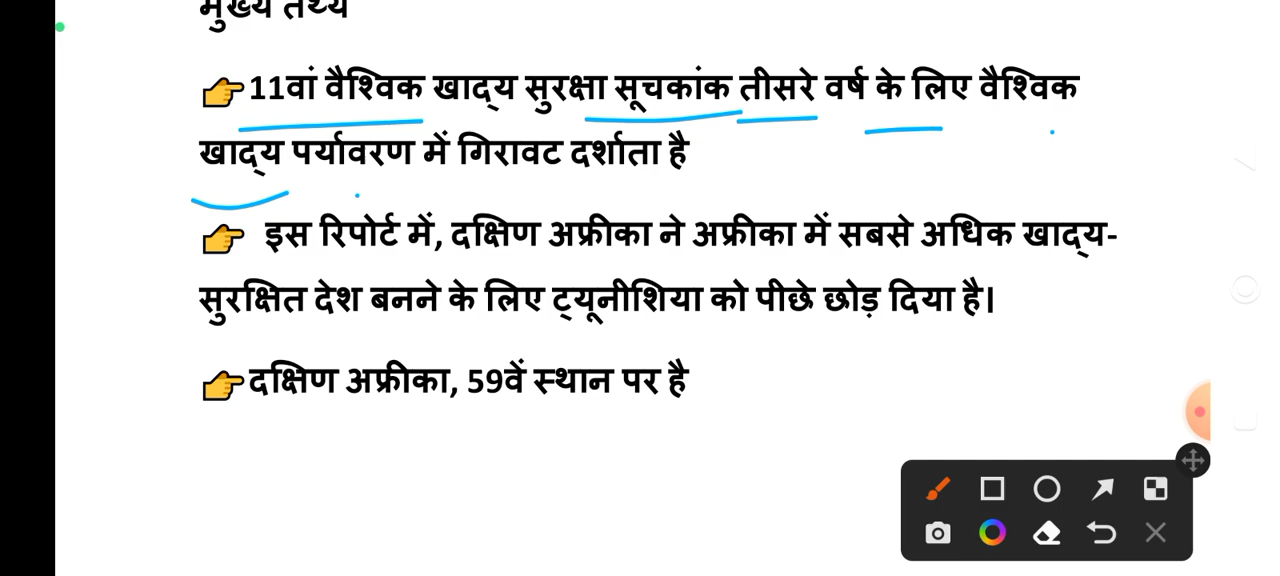 मुख्य तथ्य
👉11वां वैश्विक खाद्य सुरक्षा सूचकांक तीसरे वर्ष के लिए वैश्विक
खाद्य पर्यावरण में गिरावट दर्शाता है
👉 इस रिपोर्ट में, दक्षिण अफ्रीका ने अफ्रीका में सबसे अधिक खाद्य-
सुरक्षित देश बनने के लिए ट्यूनीशिया को पीछे छोड़ दिया है।
👉दक्षिण अफ्रीका, 59वें स्थान पर है